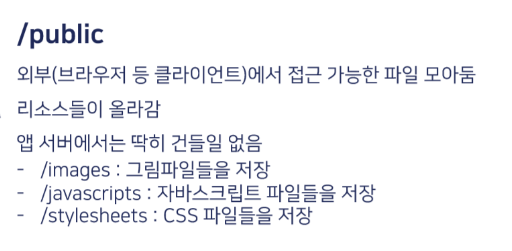 /public
외부(브라우저 등 클라이언트)에서 접근 가능한 파일 모아둠
리소스들이 올라감
앱 서버에서는 딱히 건들일 없음
- /images : 그림파일들을 저장
- /javascripts : 자바스크립트 파일들을 저장
- /stylesheets : CSS 파일들을 저장